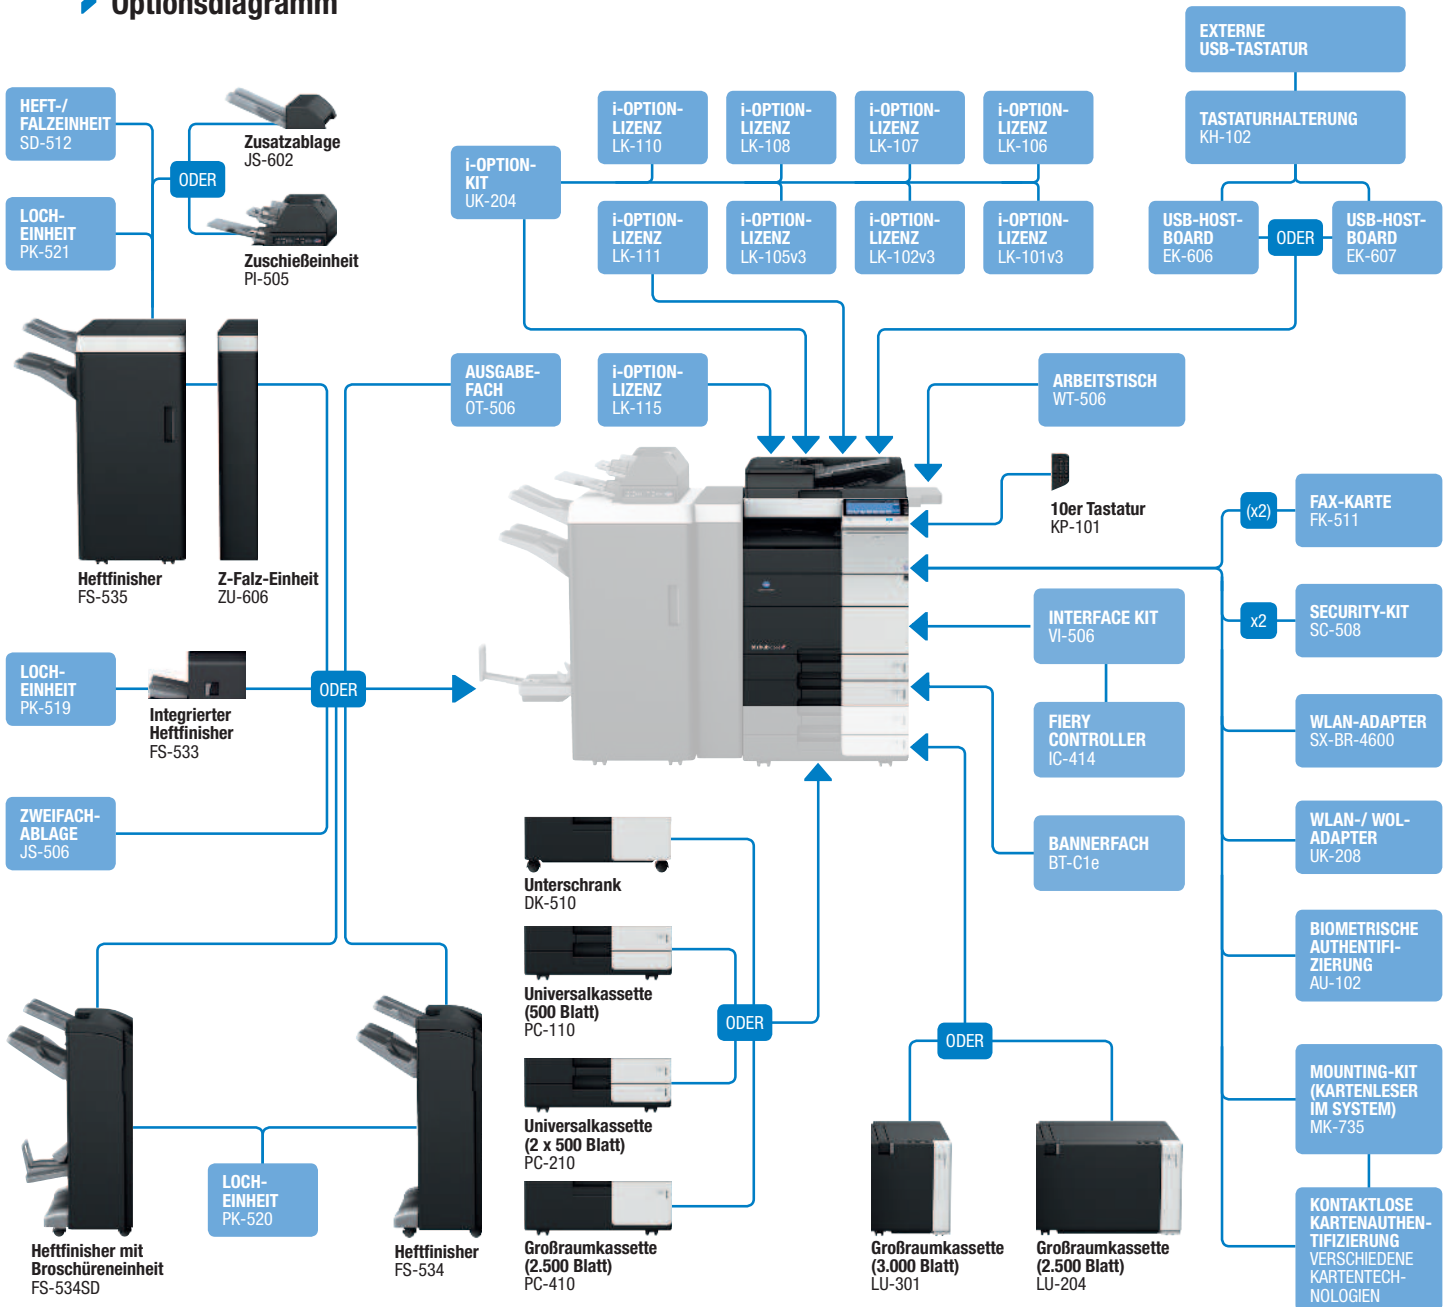 Optionsdiagramm
EXTERNE
USB-TASTATUR
HEFT-/
FALZEINHEIT
SD-512
Zusatzablage
JS-602
ODER
LOCH-
EINHEIT
PK-521
Zuschießeinheit
PI-505
i-OPTION-
KIT
UK-204
i-OPTION-
LIZENZ
LK-110
i-OPTION-
LIZENZ
LK-108
i-OPTION-
LIZENZ
LK-107
i-OPTION-
LIZENZ
LK-106
i-OPTION-
LIZENZ
LK-111
i-OPTION-
LIZENZ
LK-105v3
i-OPTION-
LIZENZ
LK-102v3
i-OPTION-
LIZENZ
LK-101v3
TASTATURHALTERUNG
KH-102
USB-HOST-
BOARD
EK-606
ODER
USB-HOST-
BOARD
EK-607
AUSGABE-
FACH
OT-506
i-OPTION-
LIZENZ
LK-115
ARBEITSTISCH
WT-506
10er Tastatur
KP-101
(x2)
FAX-KARTE
FK-511
Heftfinisher
FS-535
Z-Falz-Einheit
ZU-606
INTERFACE KIT
VI-506
x2
SECURITY-KIT
SC-508
LOCH-
EINHEIT
PK-519
Integrierter
Heftfinisher
FS-533
ODER
FIERY
CONTROLLER
IC-414
WLAN-ADAPTER
SX-BR-4600
ZWEIFACH-
ABLAGE
JS-506
BANNERFACH
BT-C1e
WLAN-/ WOL-
ADAPTER
UK-208
Unterschrank
DK-510
Universalkassette
(500 Blatt)
PC-110
ODER
Universalkassette
(2 x 500 Blatt)
PC-210
Großraumkassette
(2.500 Blatt)
PC-410
BIOMETRISCHE
AUTHENTIFI-
ZIERUNG
AU-102
ODER
MOUNTING-KIT
(KARTENLESER
IM SYSTEM)
MK-735
LOCH-
EINHEIT
PK-520
Heftfinisher mit
Broschüreneinheit
FS-534SD
Heftfinisher
FS-534
Großraumkassette
(3.000 Blatt)
LU-301
Großraumkassette
(2.500 Blatt)
LU-204
KONTAKTLOSE
KARTENAUTHEN-
TIFIZIERUNG
VERSCHIEDENE
KARTENTECH-
NOLOGIEN